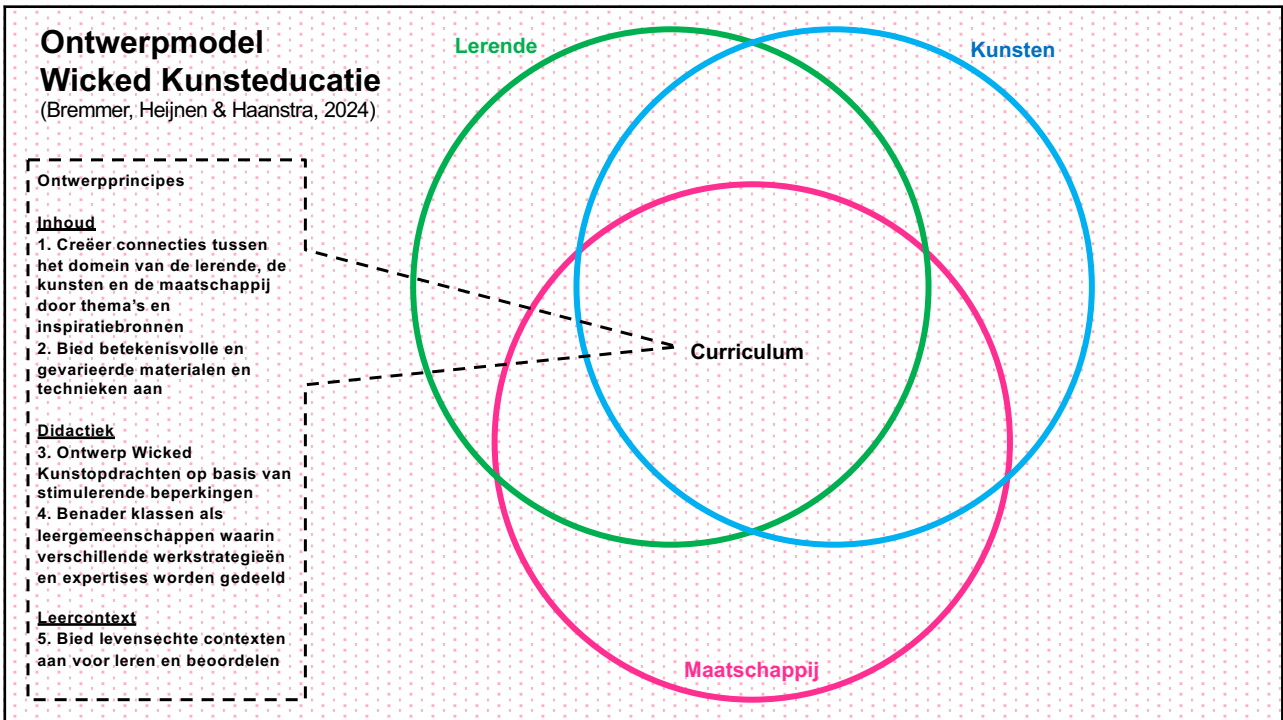 Ontwerpmodel
Wicked Kunsteducatie
(Bremmer, Heijnen & Haanstra, 2024)
Lerende
Kunsten
Ontwerpprincipes
Inhoud
1. Creëer connecties tussen
het domein van de lerende, de
kunsten en de maatschappij
door thema's en
inspiratiebronnen
2. Bied betekenisvolle en
gevarieerde materialen en
technieken aan
Didactiek
3. Ontwerp Wicked
Kunstopdrachten op basis van
stimulerende beperkingen
4. Benader klassen als
leergemeenschappen waarin
verschillende werkstrategieën
en expertises worden gedeeld
Leercontext
5. Bied levensechte contexten
aan voor leren en beoordelen
Curriculum
Maatschappij